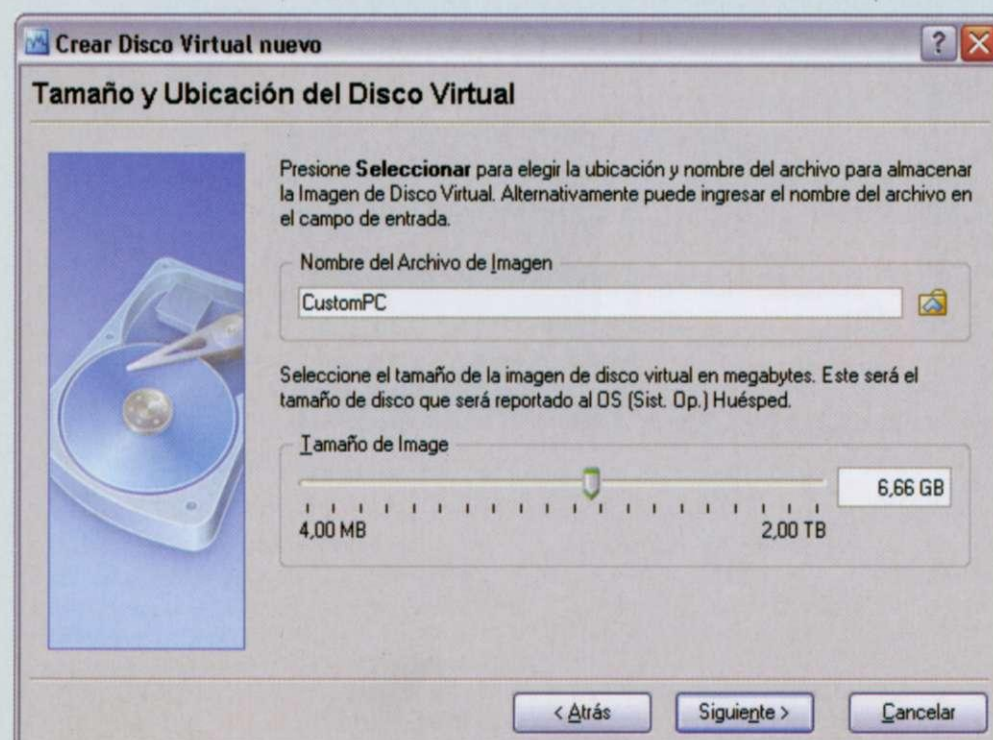 Crear Disco Virtual nuevo
Tamaño y Ubicación del Disco Virtual
Presione Seleccionar para elegir la ubicación y nombre del archivo para almacenar
la Imagen de Disco Virtual. Alternativamente puede ingresar el nombre del archivo en
el campo de entrada.
Nombre del Archivo de Imagen
CustomPC
Seleccione el tamaño de la imagen de disco virtual en megabytes. Este será el
tamaño de disco que será reportado al OS (Sist. Op.) Huésped.
Tamaño de Image
6,66 GB
4,00 MB 2,00 TB
< Atrás Siguiente > Cancelar